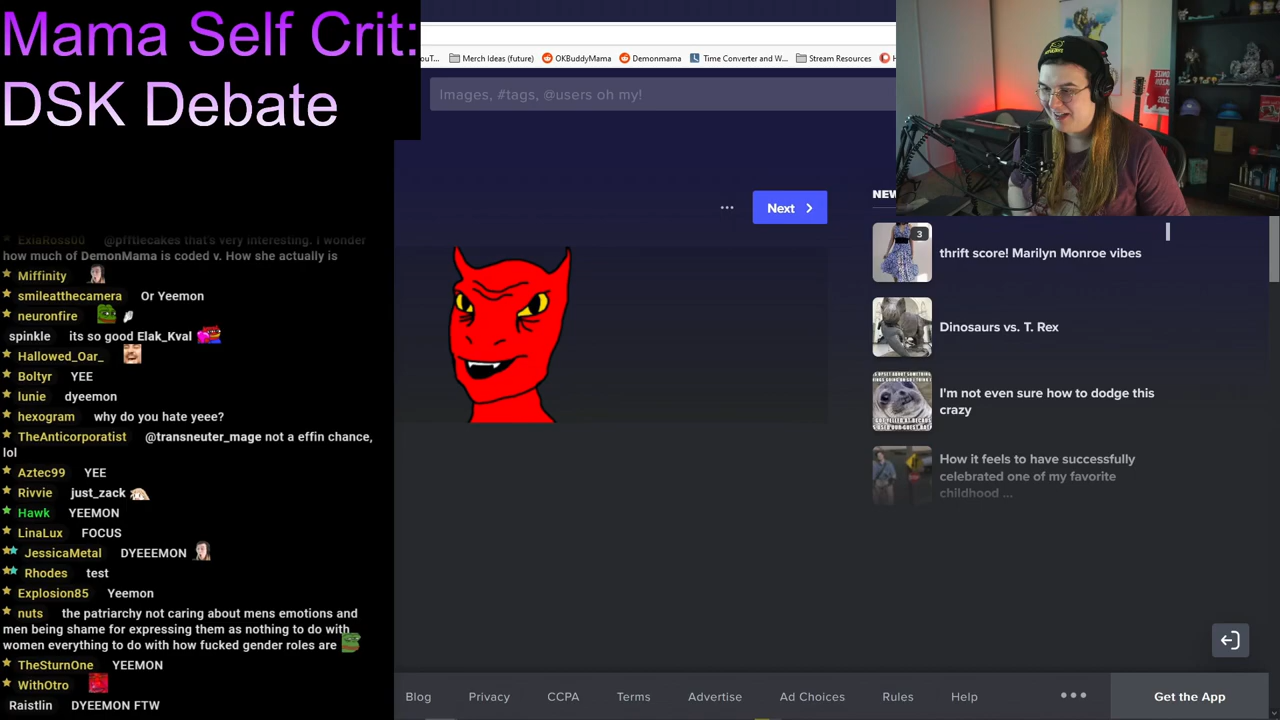 Mama Self Crit:
DSK Debate
YouT...
Merch Ideas (future)
OKBuddyMama
Demonmama
Time Converter and W...
Stream Resources
Images, #tags, @users oh my!
Next
NEW
3
thrift score! Marilyn Monroe vibes
Dinosaurs vs. T. Rex
I'm not even sure how to dodge this
crazy
How it feels to have successfully
celebrated one of my favorite
childhood ...
ExiaRoss00 @pfftlecakes that's very interesting. I wonder
how much of DemonMama is coded v. How she actually is
Miffinity
smileatthecamera Or Yeemon
neuronfire
spinkle its so good Elak_Kval
Hallowed_Oar_
Boltyr YEE
lunie dyeemon
hexogram why do you hate yeee?
TheAnticorporatist @transneuter_mage not a effin chance,
lol
Aztec99 YEE
Rivvie just_zack
Hawk YEEMON
LinaLux FOCUS
JessicaMetal DYEEEMON
Rhodes test
Explosion85 Yeemon
nuts the patriarchy not caring about mens emotions and
men being shame for expressing them as nothing to do with
women everything to do with how fucked gender roles are
TheSturnOne YEEMON
WithOtro
Raistlin DYEEMON FTW
Blog
Privacy
CCPA
Terms
Advertise
Ad Choices
Rules
Help
Get the App